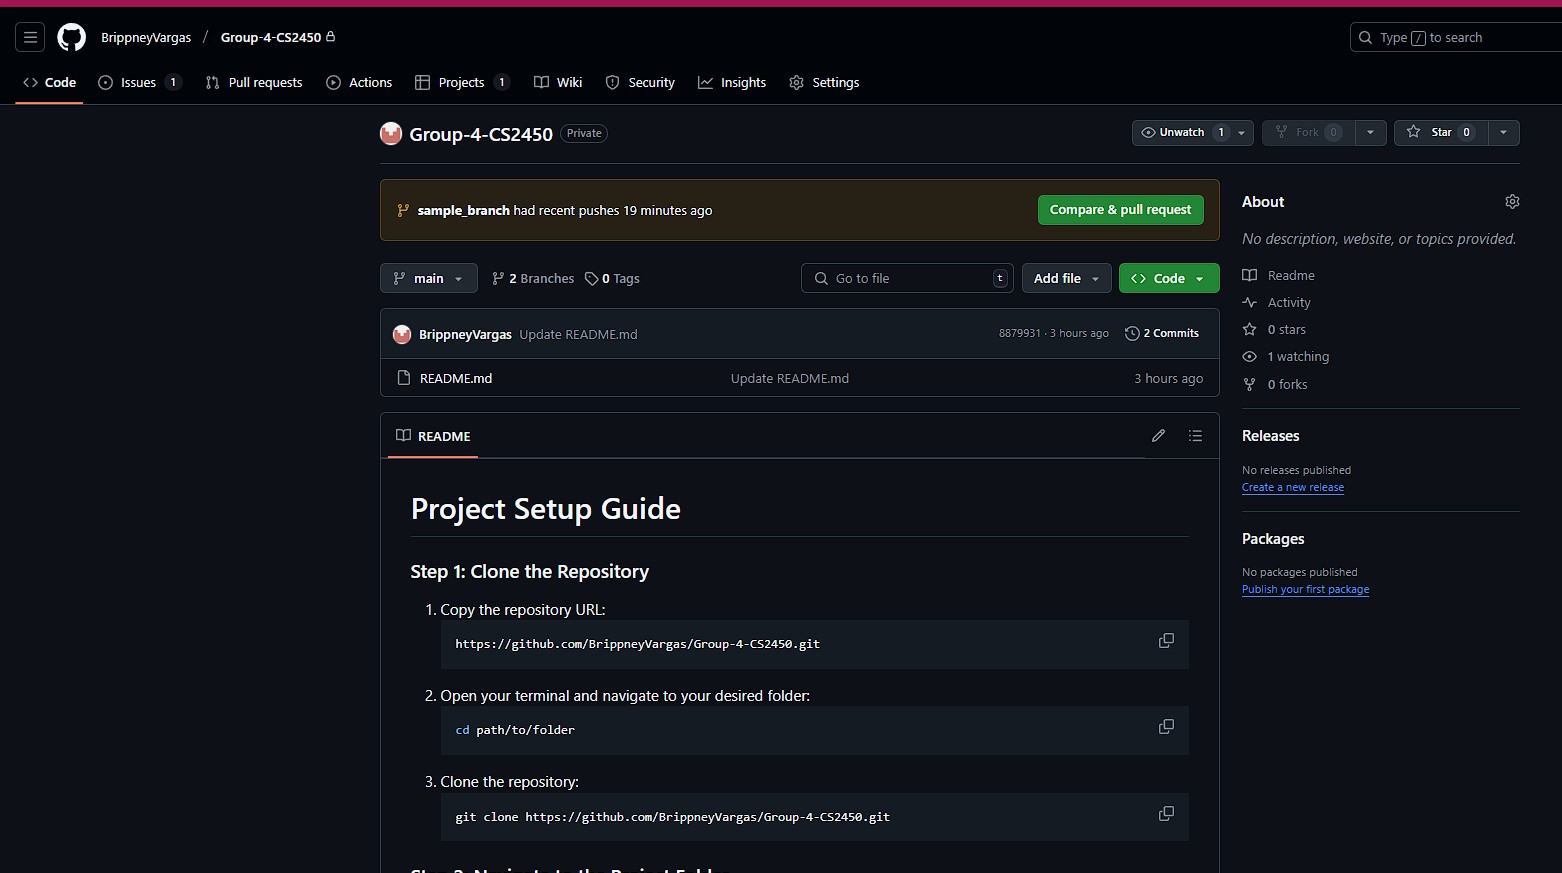 BrippneyVargas / Group-4-CS2450
Type / to search
Code
Issues 1
Pull requests
Actions
Projects 1
Wiki
Security
Insights
Settings
Group-4-CS2450 Private
Unwatch 1
Fork 0
Star 0
sample_branch had recent pushes 19 minutes ago
Compare & pull request
main
2 Branches
0 Tags
Go to file t
Add file
Code
BrippneyVargas Update README.md
8879931 · 3 hours ago
2 Commits
README.md Update README.md 3 hours ago
README
Project Setup Guide
Step 1: Clone the Repository
1. Copy the repository URL:
https://github.com/BrippneyVargas/Group-4-CS2450.git
2. Open your terminal and navigate to your desired folder:
cd path/to/folder
3. Clone the repository:
git clone https://github.com/BrippneyVargas/Group-4-CS2450.git
About
No description, website, or topics provided.
Readme
Activity
0 stars
1 watching
0 forks
Releases
No releases published
Create a new release
Packages
No packages published
Publish your first package